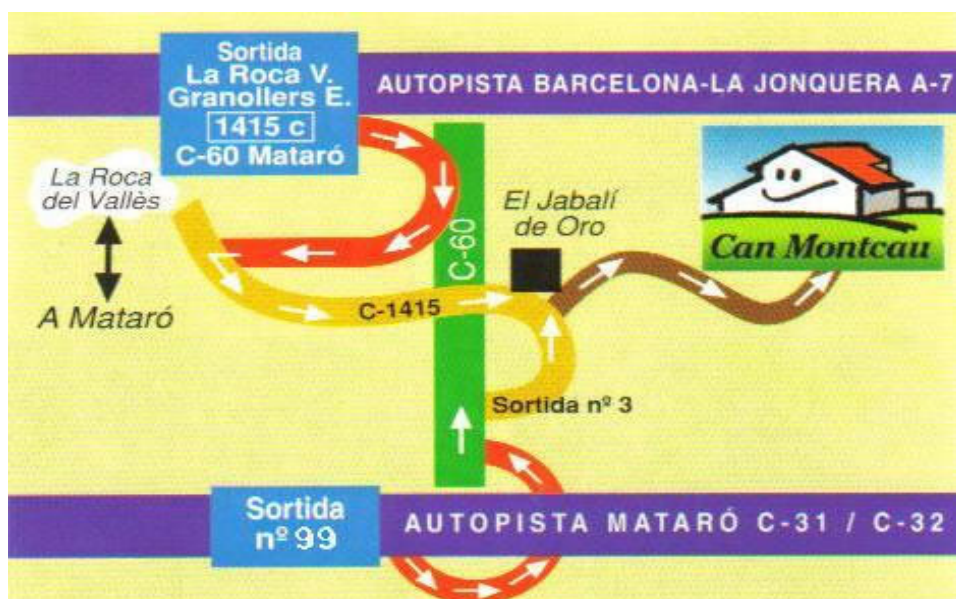 Sortida
La Roca V.
Granollers E.
1415 c
C-60 Mataró
AUTOPISTA BARCELONA-LA JONQUERA A-7
La Roca
del Vallès
A Mataró
C-60
El Jabalí
de Oro
Can Montcau
C-1415
Sortida nº 3
Sortida
nº 99
AUTOPISTA MATARÓ C-31 / C-32